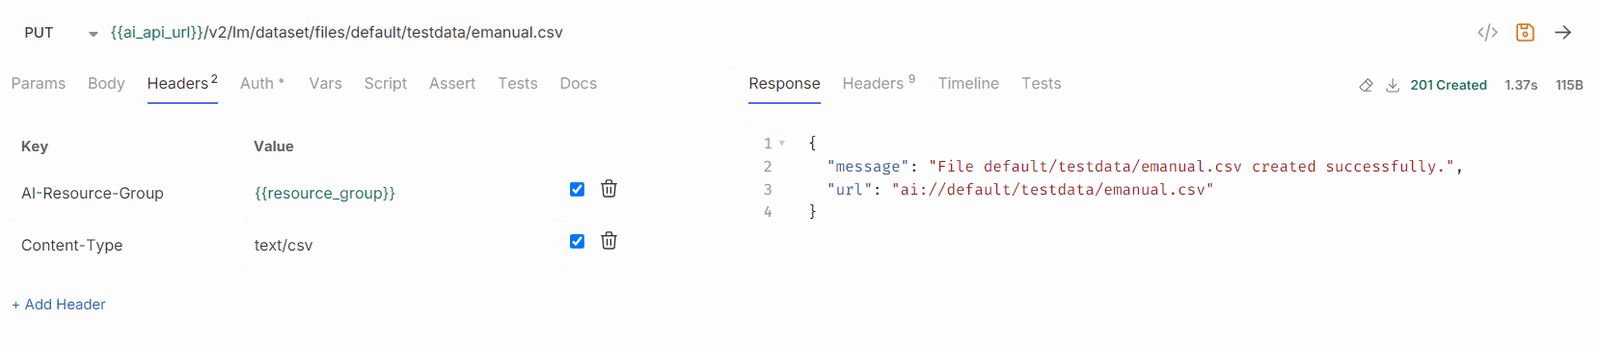 PUT {{ai_api_url}}/v2/lm/dataset/files/default/testdata/emanual.csv
Params Body Headers 2 Auth • Vars Script Assert Tests Docs
Key Value
AI-Resource-Group {{resource_group}}
Content-Type text/csv
+ Add Header
Response Headers 9 Timeline Tests 201 Created 1.37s 115B
1 {
2 "message": "File default/testdata/emanual.csv created successfully.",
3 "url": "ai://default/testdata/emanual.csv"
4 }